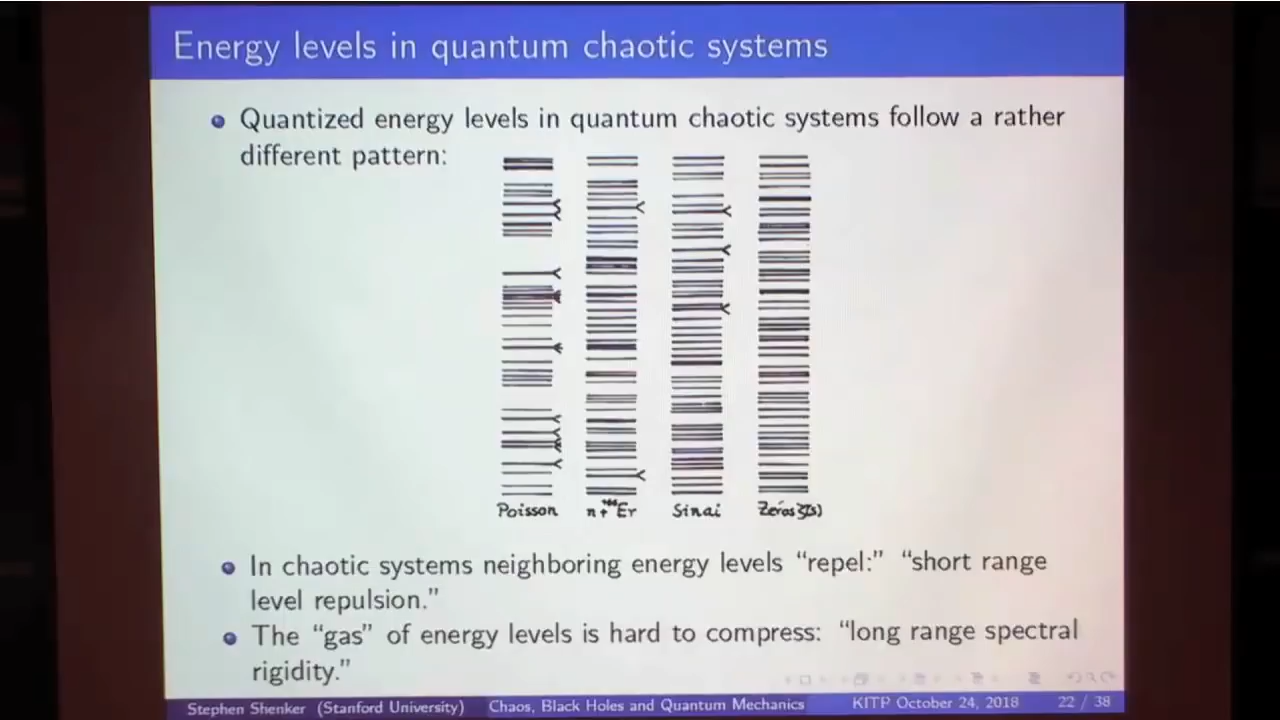 Energy levels in quantum chaotic systems
Quantized energy levels in quantum chaotic systems follow a rather
different pattern:
Poisson
Sinai
Zeros ζ(s)
In chaotic systems neighboring energy levels “repel:” “short range
level repulsion.”
The “gas” of energy levels is hard to compress: “long range spectral
rigidity.”
Stephen Shenker (Stanford University)
Chaos, Black Holes and Quantum Mechanics
KITP October 24, 2018
22 / 38